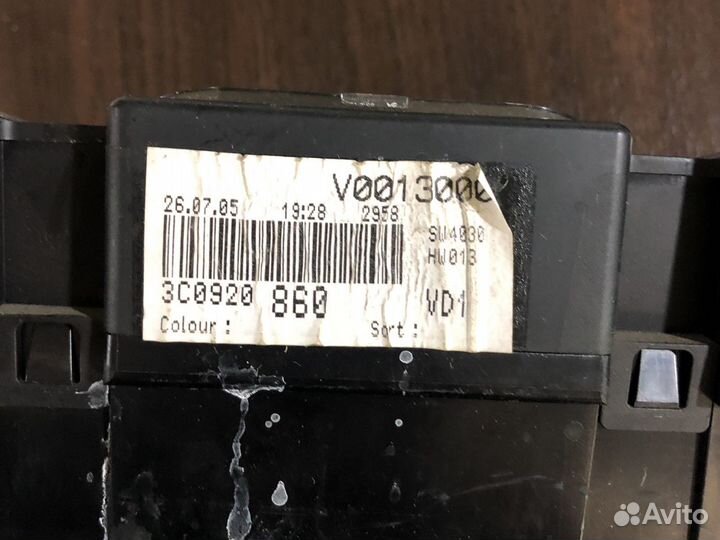 V0013000
26.07.05 19:28 2958
SW4030
HW013
3C0920 860 VD1
Colour : Sort :
Avito